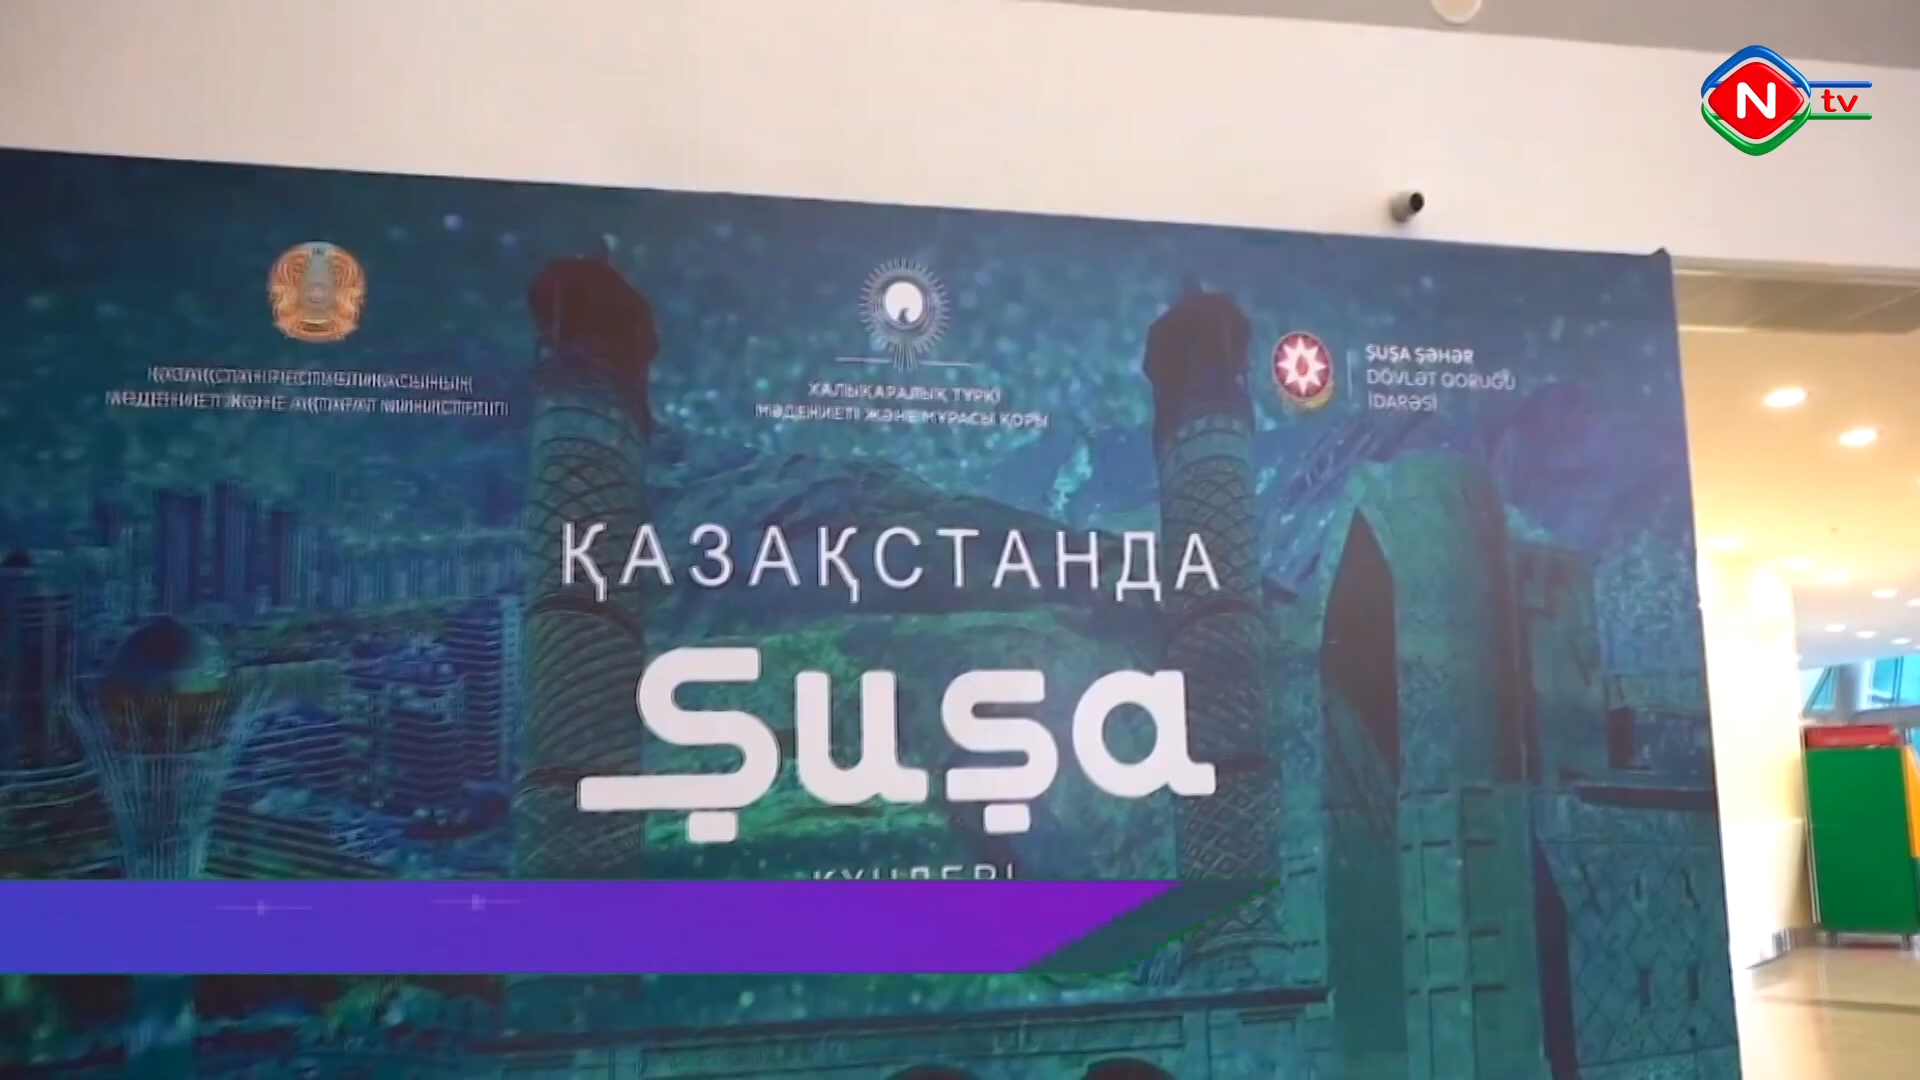 N tv
ҚАЗАҚСТАН РЕСПУБЛИКАСЫНЫҢ
МӘДЕНИЕТ ЖӘНЕ АҚПАРАТ МИНИСТРЛІГІ
ХАЛЫҚАРАЛЫҚ ТҮРКІ
МӘДЕНИЕТІ ЖӘНЕ МҰРАСЫ ҚОРЫ
ŞUŞA ŞƏHƏR
DÖVLƏT QORUĞU
İDARƏSİ
ҚАЗАҚСТАНДА
Şuşa
КҮНДЕРІ